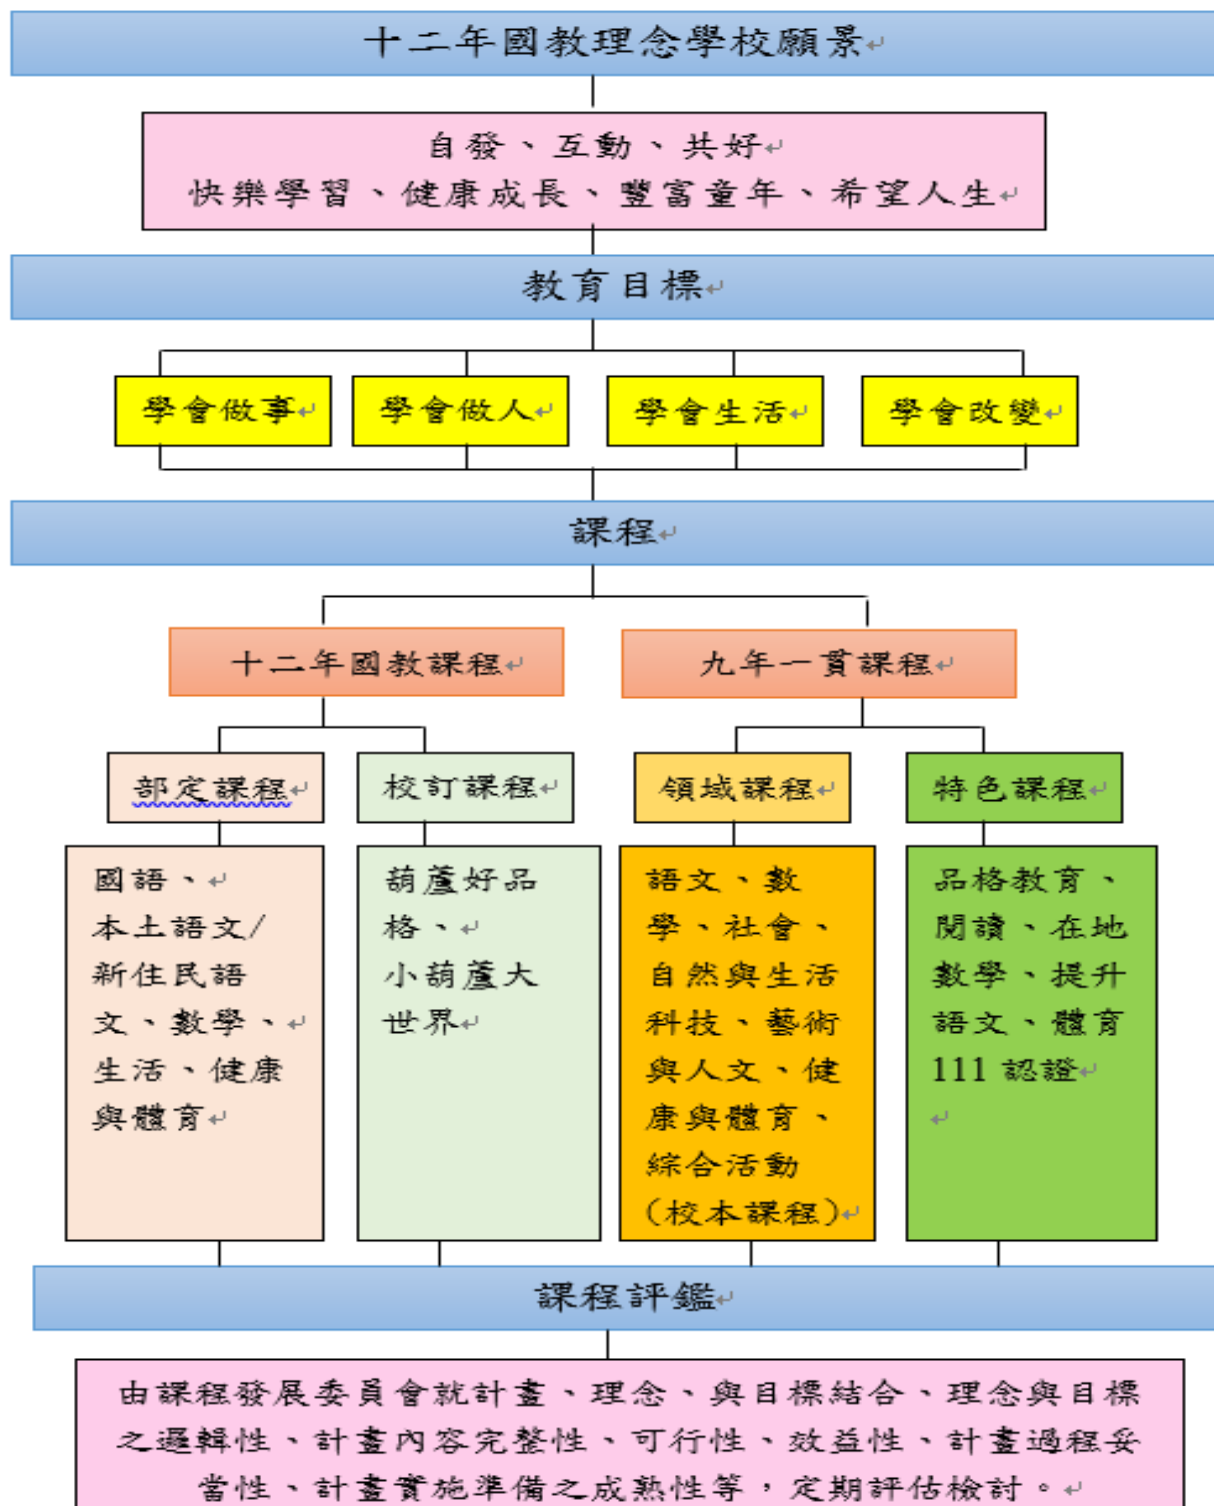 十二年國教理念學校願景
自發、互動、共好
快樂學習、健康成長、豐富童年、希望人生
教育目標
學會做事
學會做人
學會生活
學會改變
課程
十二年國教課程
九年一貫課程
部定課程
校訂課程
領域課程
特色課程
國語、
本土語文/
新住民語
文、數學、
生活、健康
與體育
葫蘆好品
格、
小葫蘆大
世界
語文、數
學、社會、
自然與生活
科技、藝術
與人文、健
康與體育、
綜合活動
(校本課程)
品格教育、
閱讀、在地
數學、提升
語文、體育
111 認證
課程評鑑
由課程發展委員會就計畫、理念、與目標結合、理念與目標
之邏輯性、計畫內容完整性、可行性、效益性、計畫過程妥
當性、計畫實施準備之成熟性等，定期評估檢討。